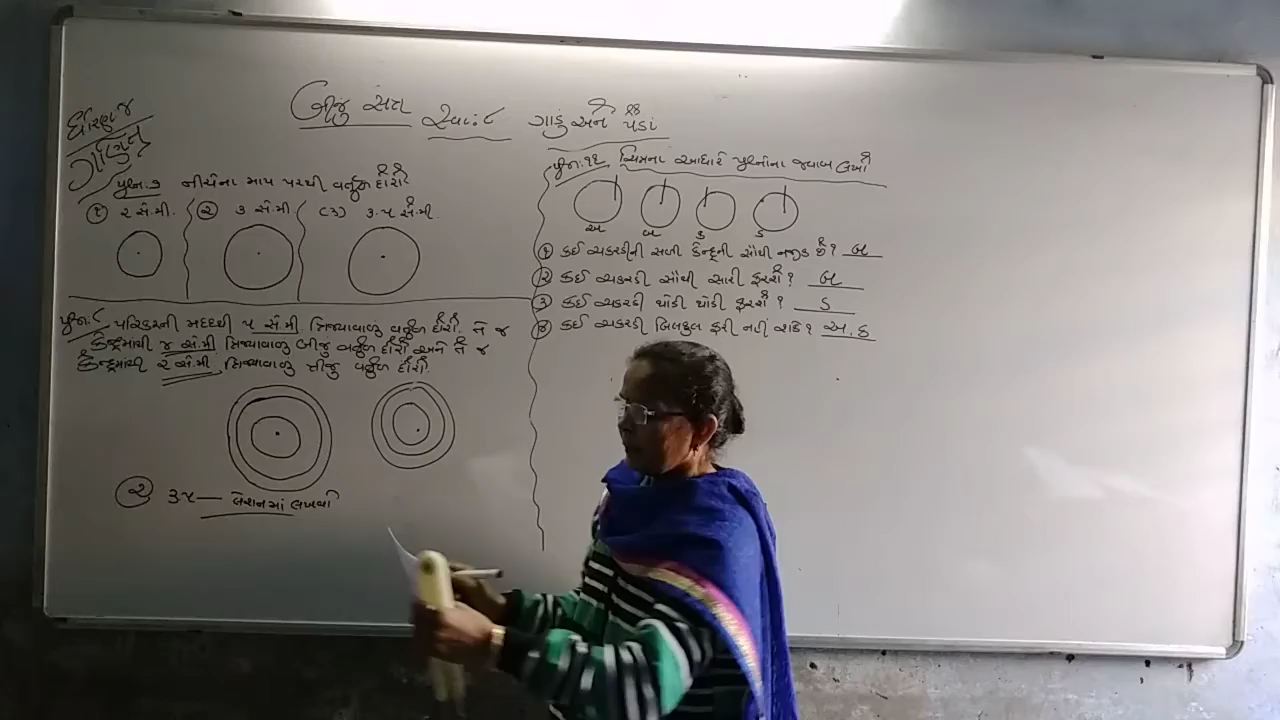 ધોરણ ૪
ગણિત
બીજું સત્ર સ્વા:૮ ગાડું અને પૈડાં
પ્રશ્ન:૭ નીચેના માપ પરથી વર્તુળ દોરો
૧ ૨ સે.મી. ૨ ૩ સે.મી (૩) ૩.૫ સે.મી.
પ્રશ્ન:૮ પરિકરની મદદથી ૫ સે.મી ત્રિજ્યાવાળુ વર્તુળ દોરો. તે જ
કેન્દ્રમાંથી ૪ સે.મી ત્રિજ્યાવાળુ બીજુ વર્તુળ દોરો અને તે જ
કેન્દ્રમાંથી ૨ સે.મી. ત્રિજ્યાવાળુ ત્રીજુ વર્તુળ દોરો.
૨ ૩૫ — લેશનમાં લખવી
પ્રશ્ન:૧૨ ચિત્રના આધારે પ્રશ્નોના જવાબ લખો
અ બ ક ડ
૧ કઈ ચકરડીની સળી કેન્દ્રની સૌથી નજીક છે? બ
૨ કઈ ચકરડી સૌથી સારી ફરશે? બ
૩ કઈ ચકરડી થોડી થોડી ફરશે? ડ
૪ કઈ ચકરડી બિલકુલ ફરી નહીં શકે? અ. ક